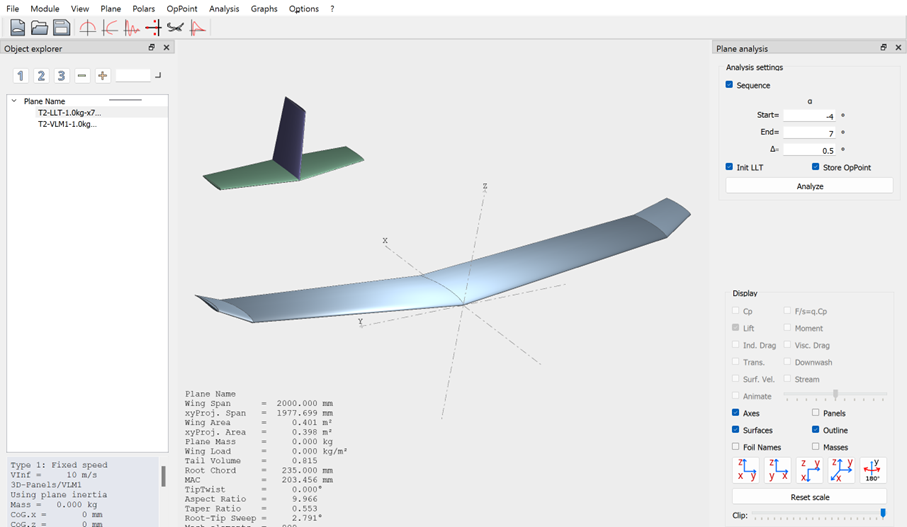 File Module View Plane Polars OpPoint Analysis Graphs Options ?
Object explorer
1 2 3
Plane Name
T2-LLT-1.0kg-x7...
T2-VLM1-1.0kg...
Type 1: Fixed speed
VInf = 10 m/s
3D-Panels/VLM1
Using plane inertia
Mass = 0.000 kg
CoG.x = 0 mm
CoG.z = 0 mm
Z
X
Y
Plane Name
Wing Span = 2000.000 mm
xyProj. Span = 1977.699 mm
Wing Area = 0.401 m²
xyProj. Area = 0.398 m²
Plane Mass = 0.000 kg
Wing Load = 0.000 kg/m²
Tail Volume = 0.815
Root Chord = 235.000 mm
MAC = 203.456 mm
TipTwist = 0.000°
Aspect Ratio = 9.966
Taper Ratio = 0.553
Root-Tip Sweep = 2.791°
Plane analysis
Analysis settings
Sequence
α
Start= -4 °
End= 7 °
Δ= 0.5 °
Init LLT Store OpPoint
Analyze
Display
Cp F/s=q.Cp
Lift Moment
Ind. Drag Visc. Drag
Trans. Downwash
Surf. Vel. Stream
Animate
Axes Panels
Surfaces Outline
Foil Names Masses
Z X Y
Z Y X
Z Y X
Z Y X
Y 180°
Reset scale
Clip: